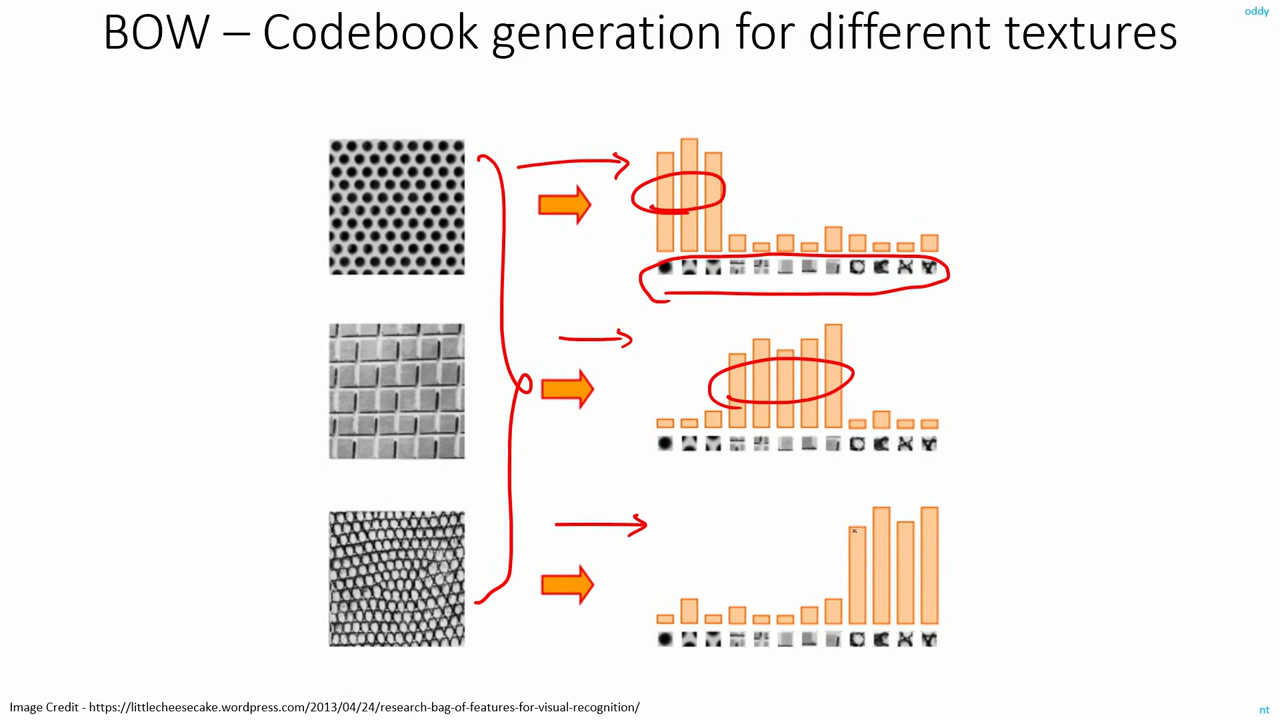 oddy
BOW – Codebook generation for different textures
Image Credit - https://littlecheesecake.wordpress.com/2013/04/24/research-bag-of-features-for-visual-recognition/
nt